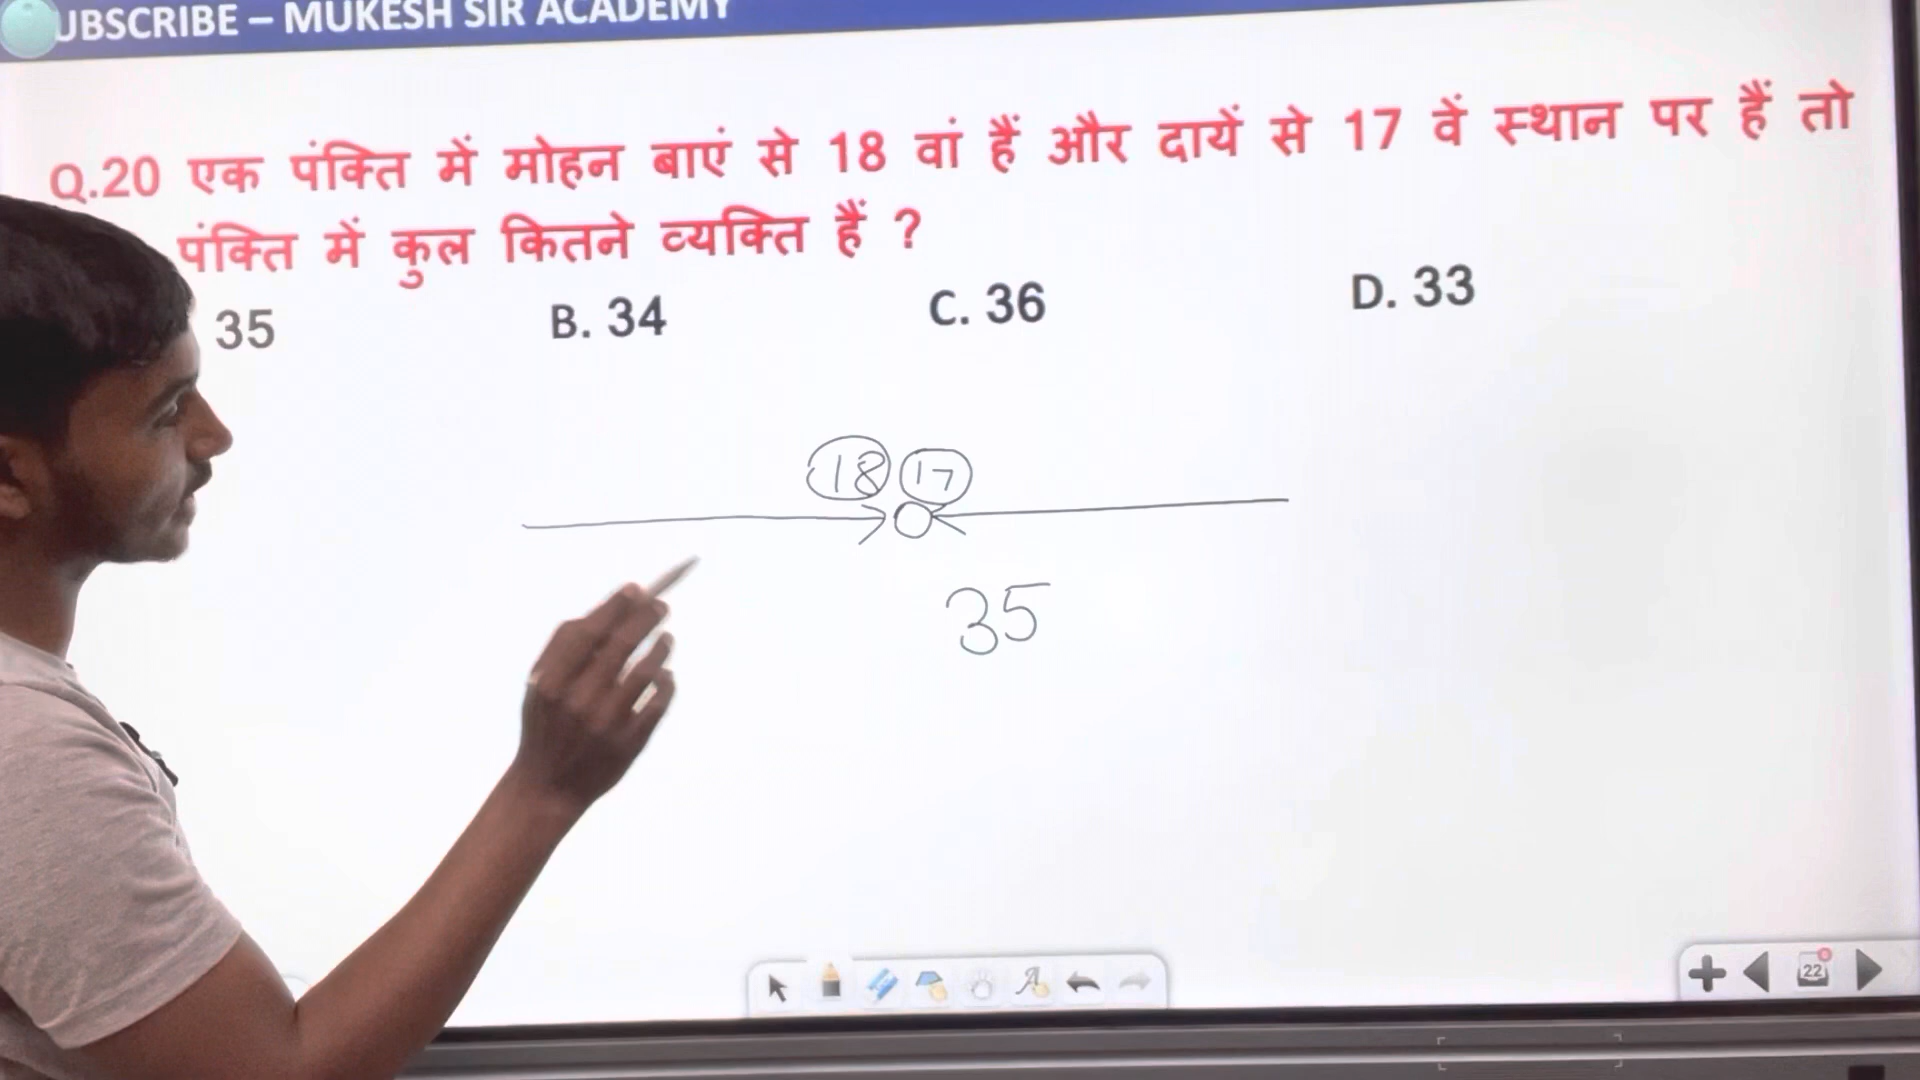 UBSCRIBE – MUKESH SIR ACADEMY
Q.20 एक पंक्ति में मोहन बाएं से 18 वां हैं और दायें से 17 वें स्थान पर हैं तो
पंक्ति में कुल कितने व्यक्ति हैं ?
35 B. 34 C. 36 D. 33
18 17
35
22